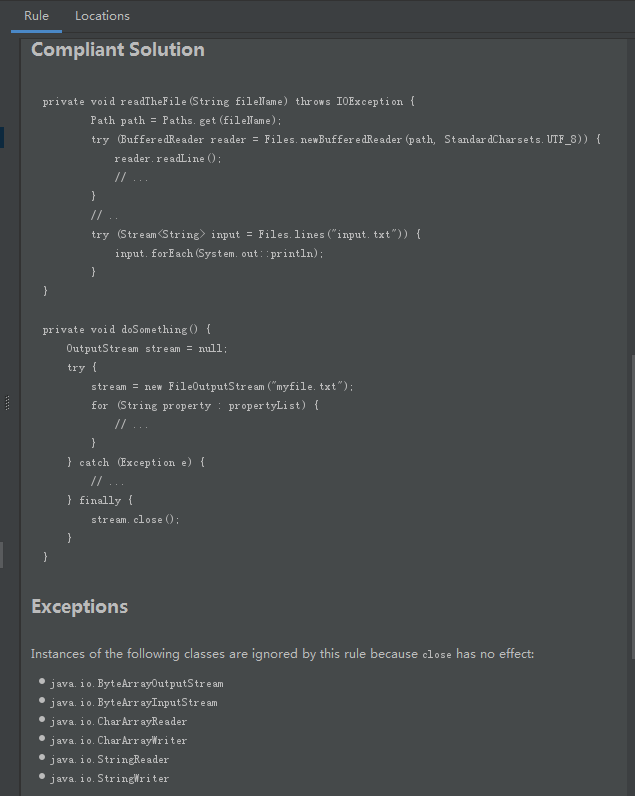 Rule Locations
Compliant Solution
private void readTheFile(String fileName) throws IOException {
Path path = Paths.get(fileName);
try (BufferedReader reader = Files.newBufferedReader(path, StandardCharsets.UTF_8)) {
reader.readLine();
// ...
}
// ..
try (Stream<String> input = Files.lines("input.txt")) {
input.forEach(System.out::println);
}
}
private void doSomething() {
OutputStream stream = null;
try {
stream = new FileOutputStream("myfile.txt");
for (String property : propertyList) {
// ...
}
} catch (Exception e) {
// ...
} finally {
stream.close();
}
}
Exceptions
Instances of the following classes are ignored by this rule because close has no effect:
java.io.ByteArrayOutputStream
java.io.ByteArrayInputStream
java.io.CharArrayReader
java.io.CharArrayWriter
java.io.StringReader
java.io.StringWriter